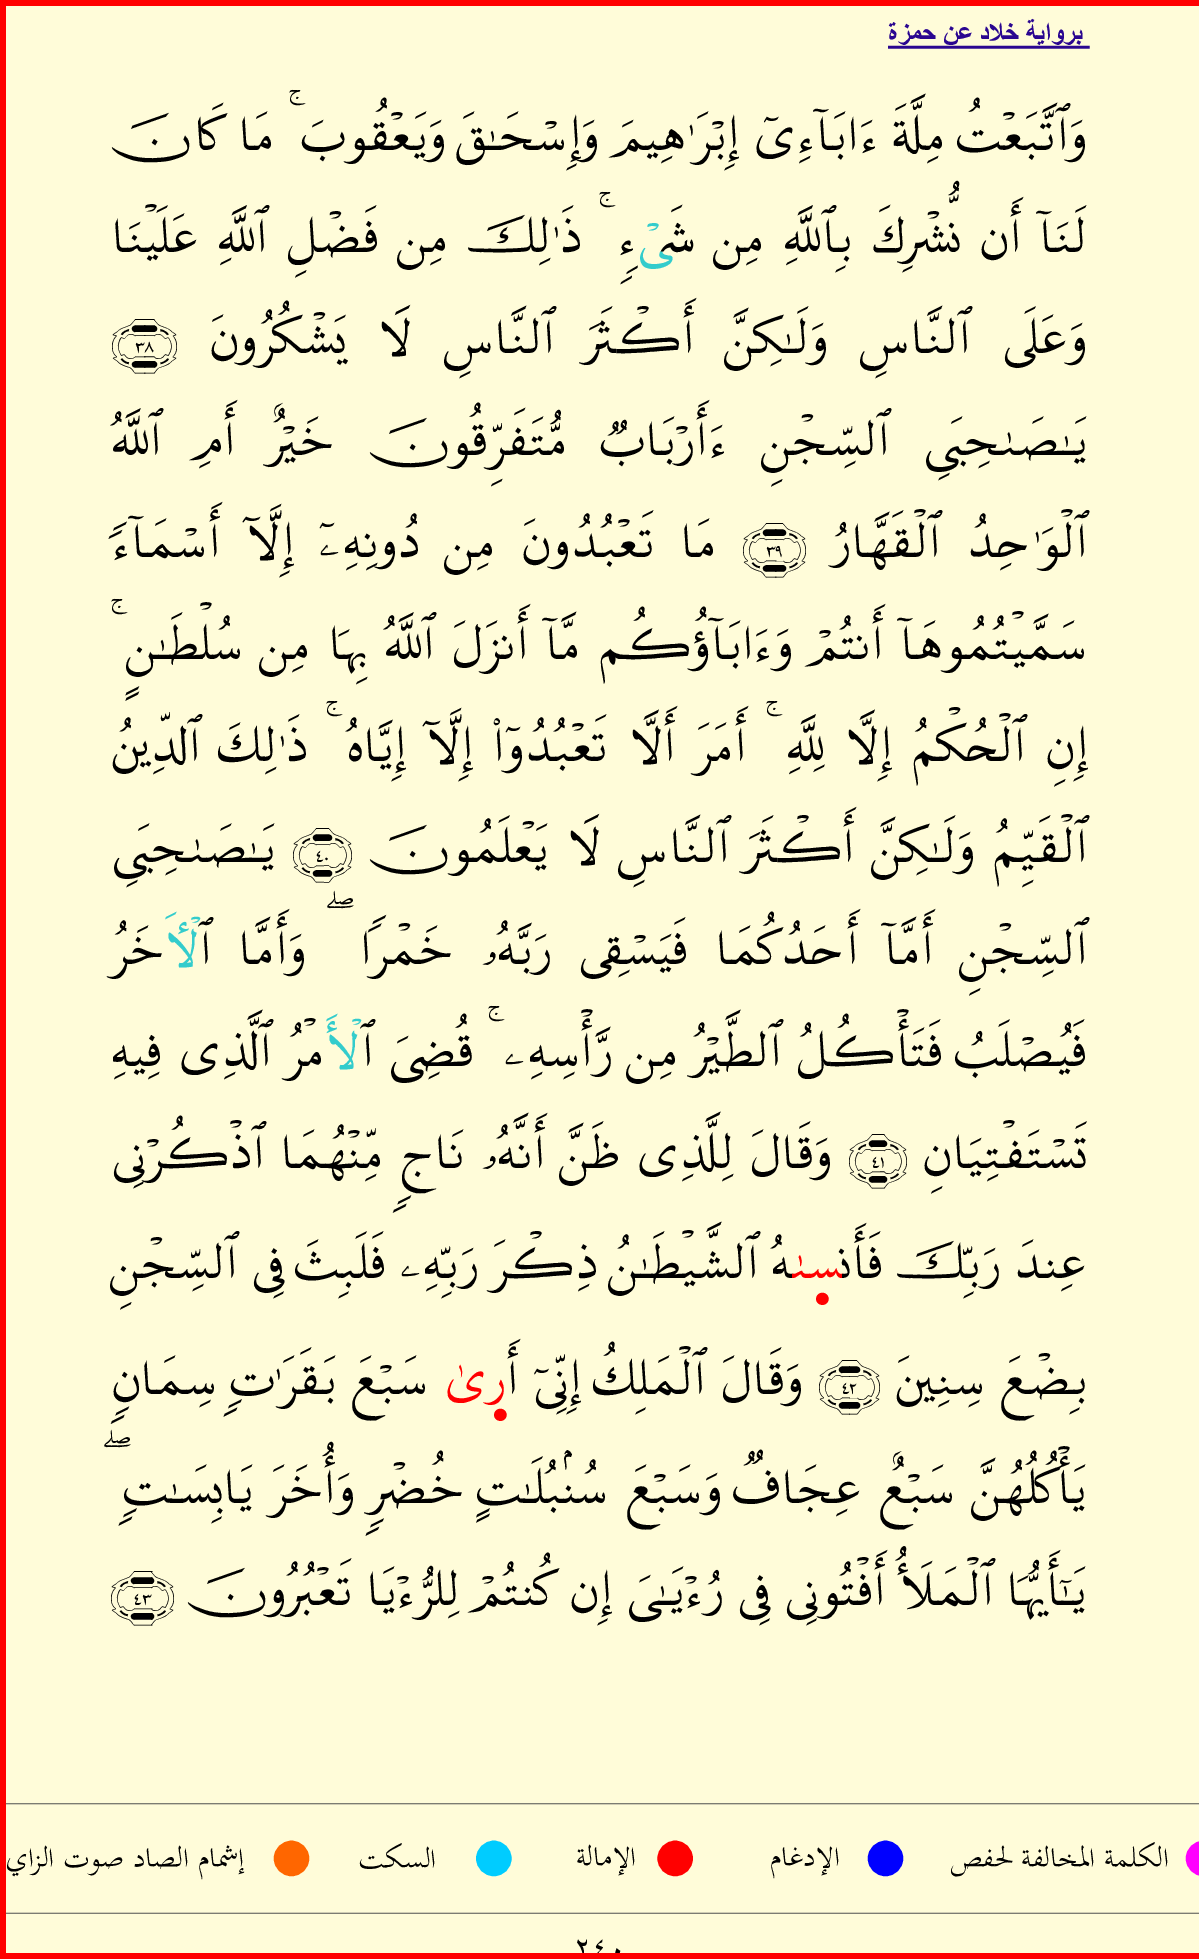 برواية خلاد عن حمزة
وَٱتَّبَعْتُ مِلَّةَ ءَابَآءِىٓ إِبْرَٰهِيمَ وَإِسْحَـٰقَ وَيَعْقُوبَ ۚ مَا كَانَ
لَنَآ أَن نُّشْرِكَ بِٱللَّهِ مِن شَىْءٍ ۚ ذَٰلِكَ مِن فَضْلِ ٱللَّهِ عَلَيْنَا
وَعَلَى ٱلنَّاسِ وَلَـٰكِنَّ أَكْثَرَ ٱلنَّاسِ لَا يَشْكُرُونَ ٣٨
يَـٰصَـٰحِبَىِ ٱلسِّجْنِ ءَأَرْبَابٌ مُّتَفَرِّقُونَ خَيْرٌ أَمِ ٱللَّهُ
ٱلْوَٰحِدُ ٱلْقَهَّارُ ٣٩ مَا تَعْبُدُونَ مِن دُونِهِۦٓ إِلَّآ أَسْمَآءً
سَمَّيْتُمُوهَآ أَنتُمْ وَءَابَآؤُكُم مَّآ أَنزَلَ ٱللَّهُ بِهَا مِن سُلْطَـٰنٍ ۚ
إِنِ ٱلْحُكْمُ إِلَّا لِلَّهِ ۚ أَمَرَ أَلَّا تَعْبُدُوٓا۟ إِلَّآ إِيَّاهُ ۚ ذَٰلِكَ ٱلدِّينُ
ٱلْقَيِّمُ وَلَـٰكِنَّ أَكْثَرَ ٱلنَّاسِ لَا يَعْلَمُونَ ٤٠ يَـٰصَـٰحِبَىِ
ٱلسِّجْنِ أَمَّآ أَحَدُكُمَا فَيَسْقِى رَبَّهُۥ خَمْرًا ۖ وَأَمَّا ٱلْأَخَرُ
فَيُصْلَبُ فَتَأْكُلُ ٱلطَّيْرُ مِن رَّأْسِهِۦ ۚ قُضِىَ ٱلْأَمْرُ ٱلَّذِى فِيهِ
تَسْتَفْتِيَانِ ٤١ وَقَالَ لِلَّذِى ظَنَّ أَنَّهُۥ نَاجٍ مِّنْهُمَا ٱذْكُرْنِى
عِندَ رَبِّكَ فَأَنسىٰهُ ٱلشَّيْطَـٰنُ ذِكْرَ رَبِّهِۦ فَلَبِثَ فِى ٱلسِّجْنِ
بِضْعَ سِنِينَ ٤٢ وَقَالَ ٱلْمَلِكُ إِنِّىٓ أَرىٰ سَبْعَ بَقَرَٰتٍ سِمَانٍ
يَأْكُلُهُنَّ سَبْعٌ عِجَافٌ وَسَبْعَ سُنۢبُلَـٰتٍ خُضْرٍ وَأُخَرَ يَابِسَـٰتٍ ۖ
يَـٰٓأَيُّهَا ٱلْمَلَأُ أَفْتُونِى فِى رُءْيَـٰىَ إِن كُنتُمْ لِلرُّءْيَا تَعْبُرُونَ ٤٣
الكلمة المخالفة لحفص الإدغام الإمالة السكت إشمام الصاد صوت الزاي
٢٤٠